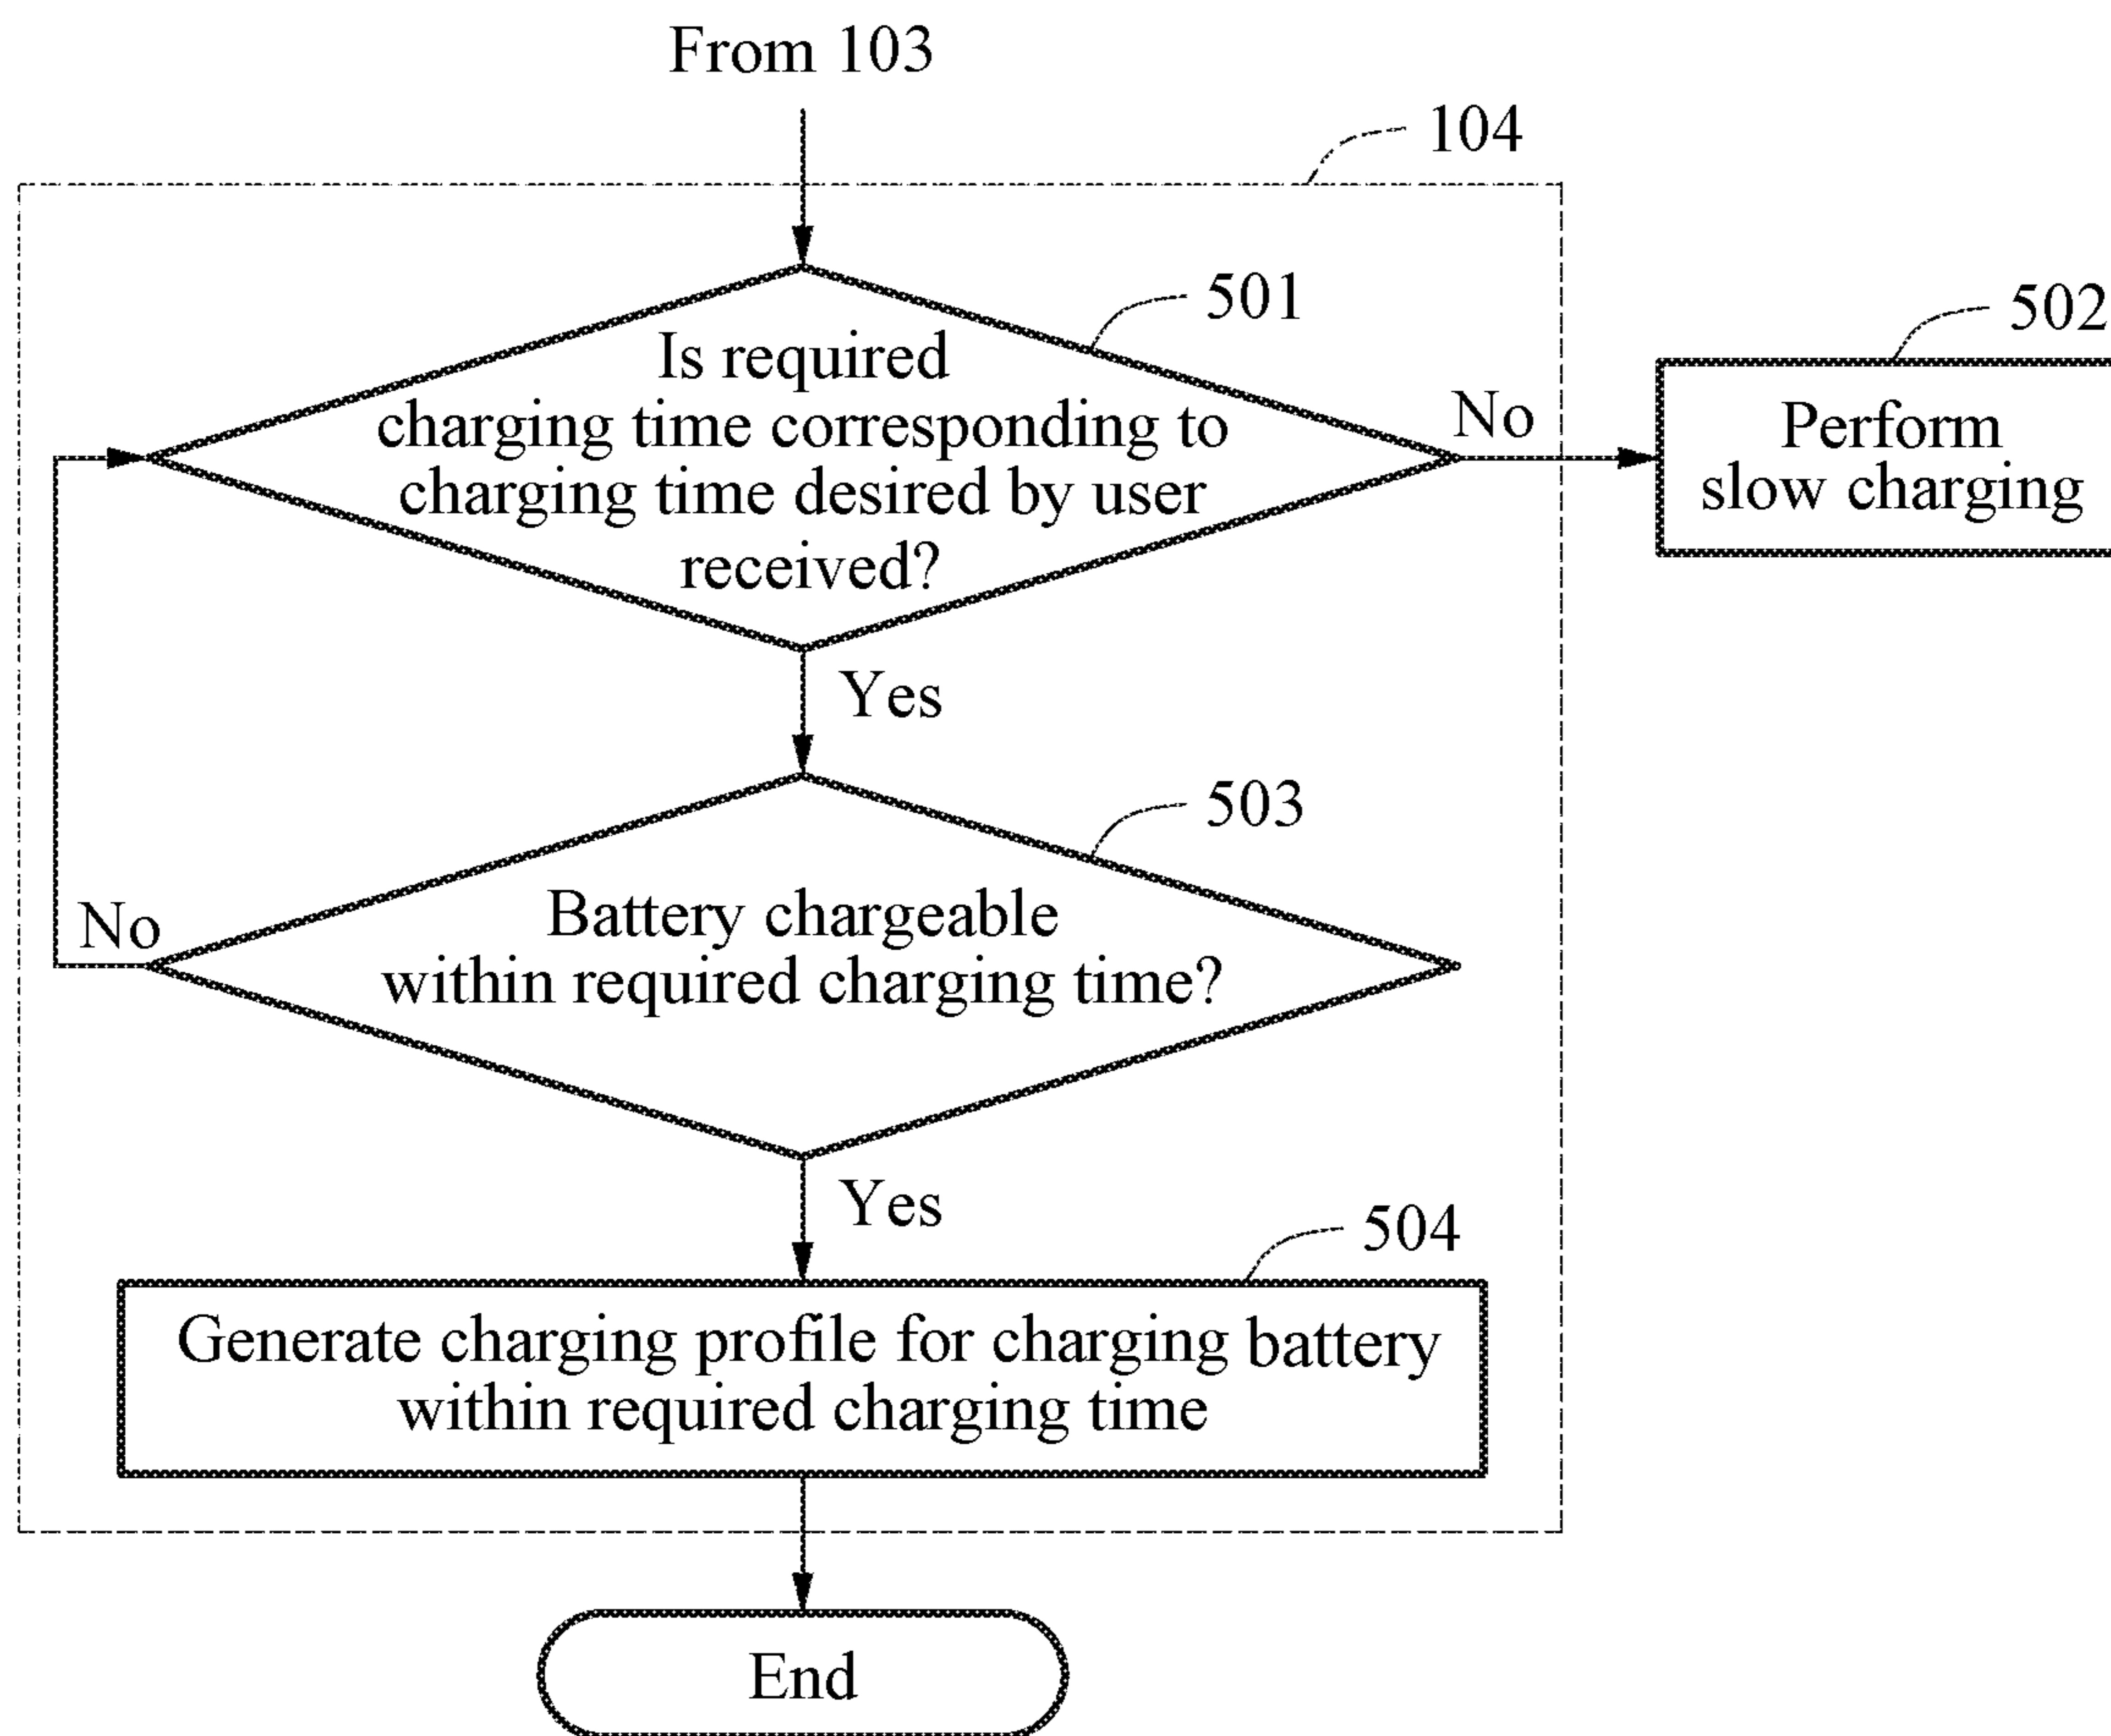 From 103
104
501
Is required
charging time corresponding to
charging time desired by user
received?
No
502
Perform
slow charging
Yes
503
Battery chargeable
within required charging time?
No
Yes
504
Generate charging profile for charging battery
within required charging time
End